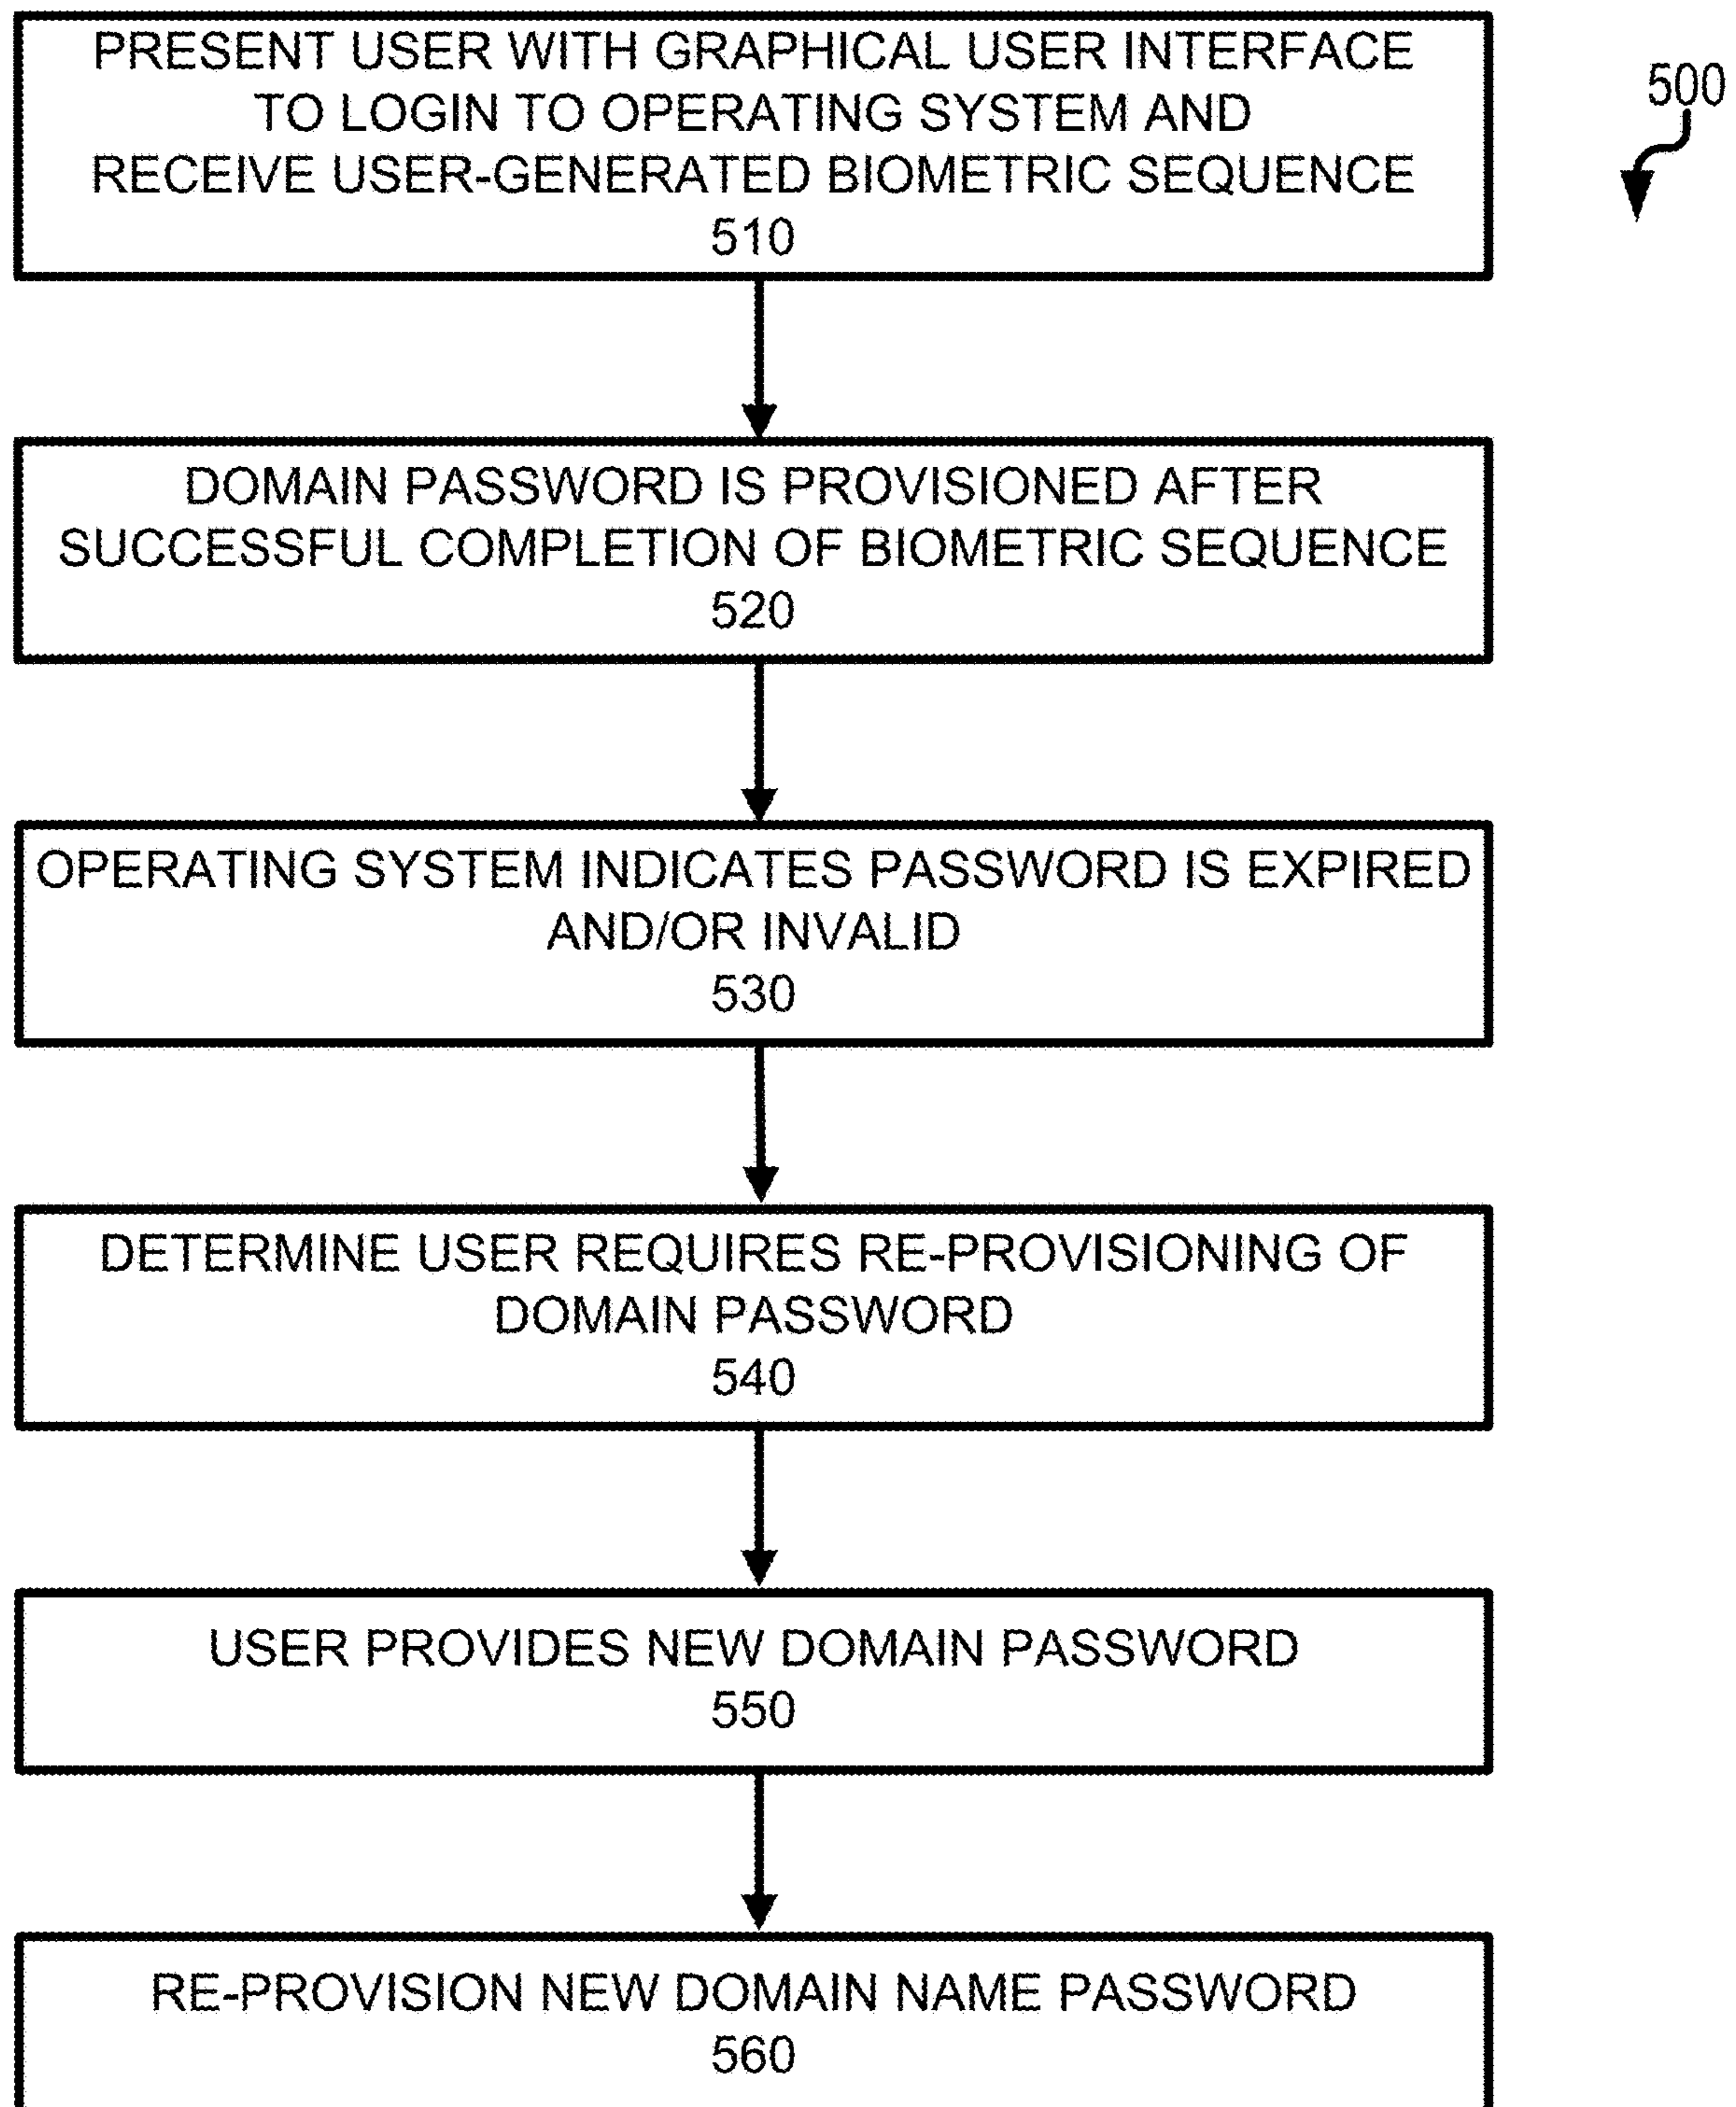 PRESENT USER WITH GRAPHICAL USER INTERFACE
TO LOGIN TO OPERATING SYSTEM AND
RECEIVE USER-GENERATED BIOMETRIC SEQUENCE
510
500
DOMAIN PASSWORD IS PROVISIONED AFTER
SUCCESSFUL COMPLETION OF BIOMETRIC SEQUENCE
520
OPERATING SYSTEM INDICATES PASSWORD IS EXPIRED
AND/OR INVALID
530
DETERMINE USER REQUIRES RE-PROVISIONING OF
DOMAIN PASSWORD
540
USER PROVIDES NEW DOMAIN PASSWORD
550
RE-PROVISION NEW DOMAIN NAME PASSWORD
560